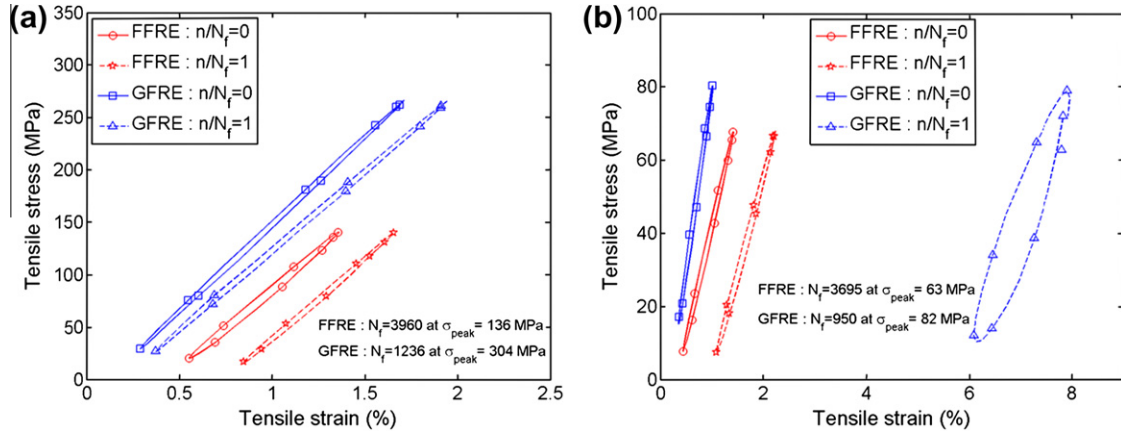 (a)
350
300
250
200
150
100
50
0
0
0.5
1
1.5
2
2.5
Tensile stress (MPa)
Tensile strain (%)
FFRE : n/Nf=0
FFRE : n/Nf=1
GFRE : n/Nf=0
GFRE : n/Nf=1
FFRE : Nf=3960 at σpeak= 136 MPa
GFRE : Nf=1236 at σpeak= 304 MPa
(b)
100
80
60
40
20
0
0
2
4
6
8
Tensile stress (MPa)
Tensile strain (%)
FFRE : n/Nf=0
FFRE : n/Nf=1
GFRE : n/Nf=0
GFRE : n/Nf=1
FFRE : Nf=3695 at σpeak= 63 MPa
GFRE : Nf=950 at σpeak= 82 MPa